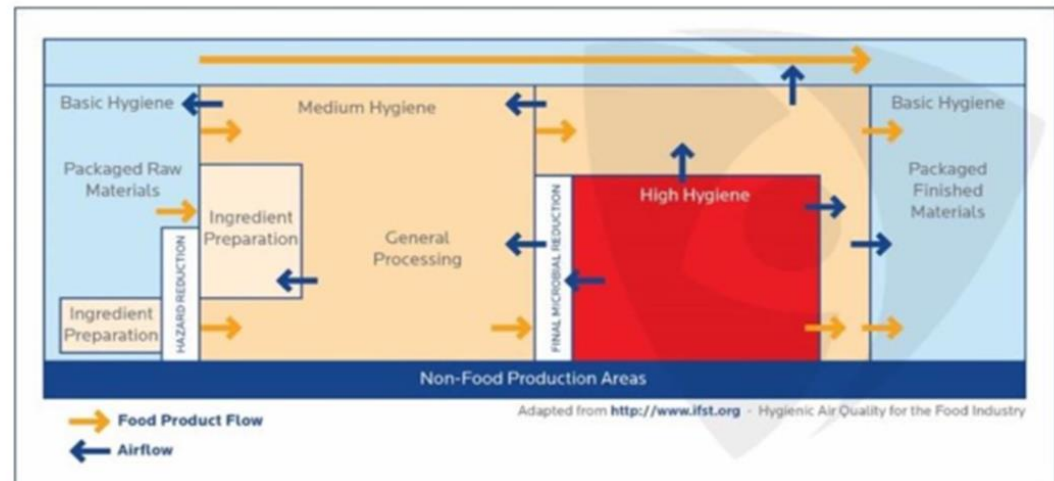 Basic Hygiene
Packaged Raw
Materials
Ingredient
Preparation
HAZARD REDUCTION
Medium Hygiene
Ingredient
Preparation
General
Processing
FINAL MICROBIAL REDUCTION
High Hygiene
Basic Hygiene
Packaged
Finished
Materials
Non-Food Production Areas
Food Product Flow
Airflow
Adapted from http://www.ifst.org - Hygienic Air Quality for the Food Industry